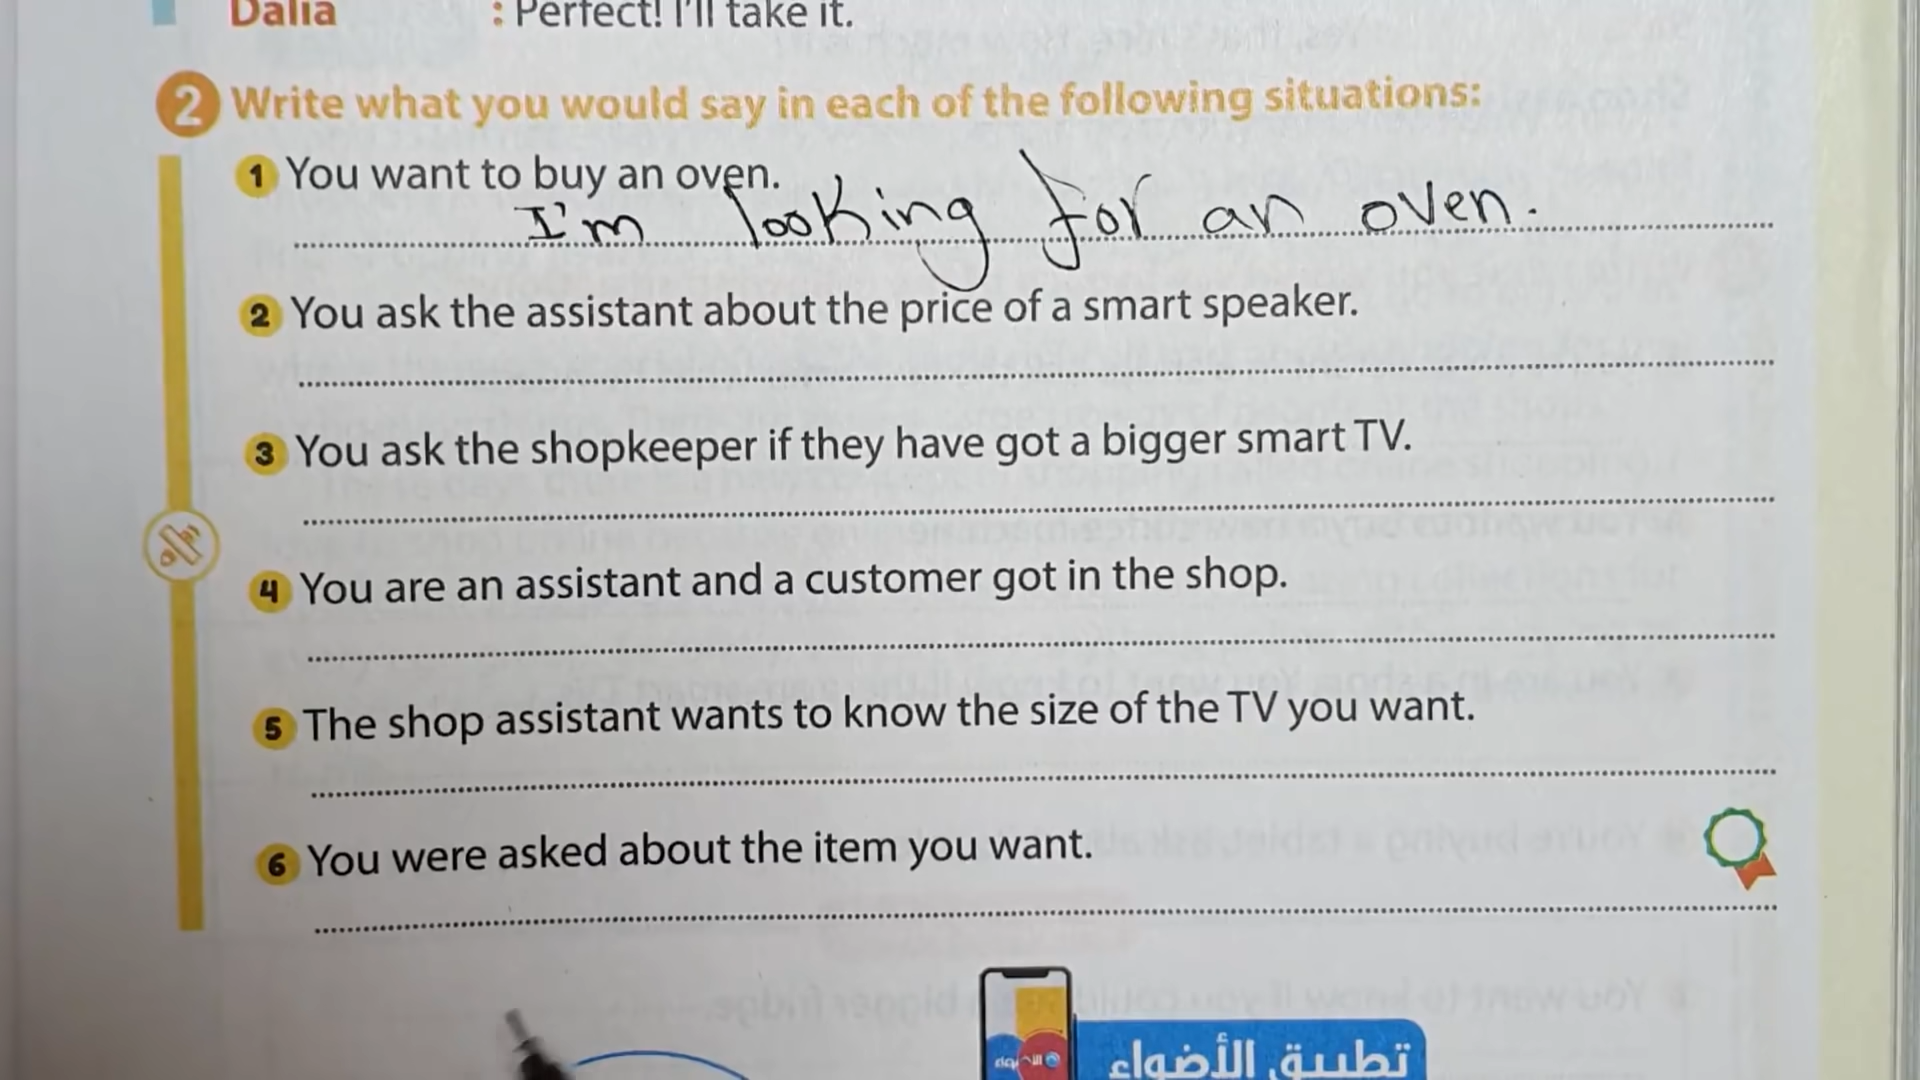 Dalia : Perfect! I'll take it.
2 Write what you would say in each of the following situations:
1 You want to buy an oven.
I'm looking for an oven.
2 You ask the assistant about the price of a smart speaker.
3 You ask the shopkeeper if they have got a bigger smart TV.
4 You are an assistant and a customer got in the shop.
5 The shop assistant wants to know the size of the TV you want.
6 You were asked about the item you want.
تطبيق الأضواء